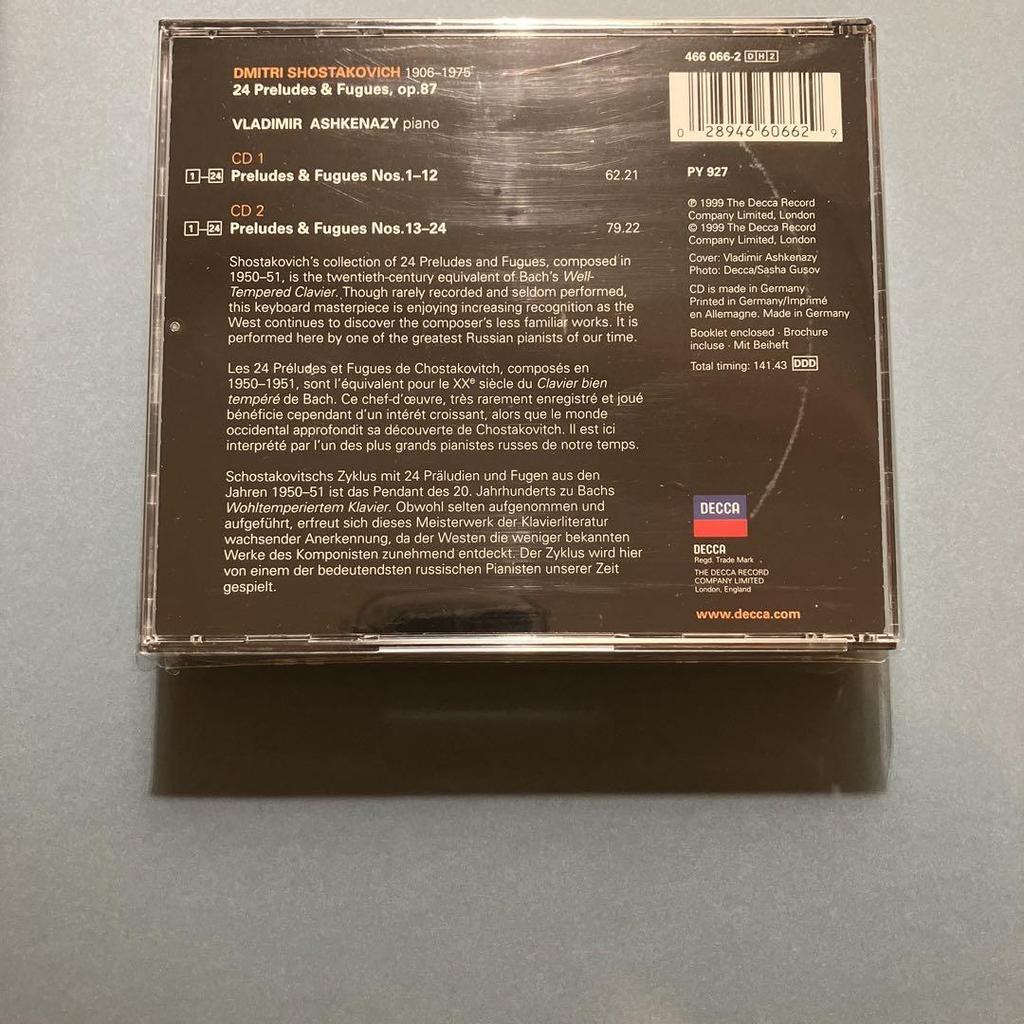 DMITRI SHOSTAKOVICH 1906–1975
24 Preludes & Fugues, op.87
VLADIMIR ASHKENAZY piano
CD 1
1–24 Preludes & Fugues Nos.1–12 62.21
CD 2
1–24 Preludes & Fugues Nos.13–24 79.22
Shostakovich's collection of 24 Preludes and Fugues, composed in
1950–51, is the twentieth-century equivalent of Bach's Well-
Tempered Clavier. Though rarely recorded and seldom performed,
this keyboard masterpiece is enjoying increasing recognition as the
West continues to discover the composer's less familiar works. It is
performed here by one of the greatest Russian pianists of our time.
Les 24 Préludes et Fugues de Chostakovitch, composés en
1950–1951, sont l'équivalent pour le XXe siècle du Clavier bien
tempéré de Bach. Ce chef-d'œuvre, très rarement enregistré et joué
bénéficie cependant d'un intérêt croissant, alors que le monde
occidental approfondit sa découverte de Chostakovitch. Il est ici
interprété par l'un des plus grands pianistes russes de notre temps.
Schostakovitschs Zyklus mit 24 Präludien und Fugen aus den
Jahren 1950–51 ist das Pendant des 20. Jahrhunderts zu Bachs
Wohltemperiertem Klavier. Obwohl selten aufgenommen und
aufgeführt, erfreut sich dieses Meisterwerk der Klavierliteratur
wachsender Anerkennung, da der Westen die weniger bekannten
Werke des Komponisten zunehmend entdeckt. Der Zyklus wird hier
von einem der bedeutendsten russischen Pianisten unserer Zeit
gespielt.
466 066-2 DH2
0 28946 60662 9
PY 927
℗ 1999 The Decca Record
Company Limited, London
© 1999 The Decca Record
Company Limited, London
Cover: Vladimir Ashkenazy
Photo: Decca/Sasha Gusov
CD is made in Germany
Printed in Germany/Imprimé
en Allemagne. Made in Germany
Booklet enclosed · Brochure
incluse · Mit Beiheft
Total timing: 141.43 DDD
DECCA
DECCA
Regd. Trade Mark
THE DECCA RECORD
COMPANY LIMITED
London, England
www.decca.com